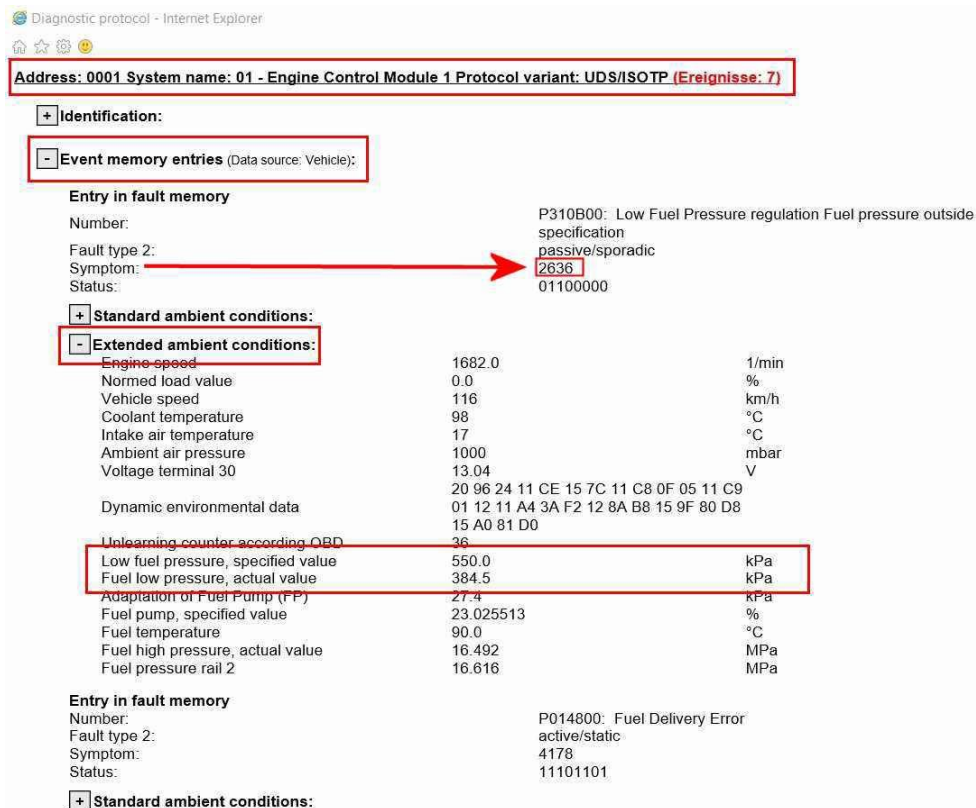 Diagnostic protocol - Internet Explorer
Address: 0001 System name: 01 - Engine Control Module 1 Protocol variant: UDS/ISOTP (Ereignisse: 7)
+ Identification:
- Event memory entries (Data source: Vehicle):
Entry in fault memory
Number: P310B00: Low Fuel Pressure regulation Fuel pressure outside
specification
Fault type 2: passive/sporadic
Symptom: 2636
Status: 01100000
+ Standard ambient conditions:
- Extended ambient conditions:
Engine speed 1682.0 1/min
Normed load value 0.0 %
Vehicle speed 116 km/h
Coolant temperature 98 °C
Intake air temperature 17 °C
Ambient air pressure 1000 mbar
Voltage terminal 30 13.04 V
20 96 24 11 CE 15 7C 11 C8 0F 05 11 C9
Dynamic environmental data 01 12 11 A4 3A F2 12 8A B8 15 9F 80 D8
15 A0 81 D0
Unlearning counter according OBD 36
Low fuel pressure, specified value 550.0 kPa
Fuel low pressure, actual value 384.5 kPa
Adaptation of Fuel Pump (FP) 27.4 kPa
Fuel pump, specified value 23.025513 %
Fuel temperature 90.0 °C
Fuel high pressure, actual value 16.492 MPa
Fuel pressure rail 2 16.616 MPa
Entry in fault memory
Number: P014800: Fuel Delivery Error
Fault type 2: active/static
Symptom: 4178
Status: 11101101
+ Standard ambient conditions: